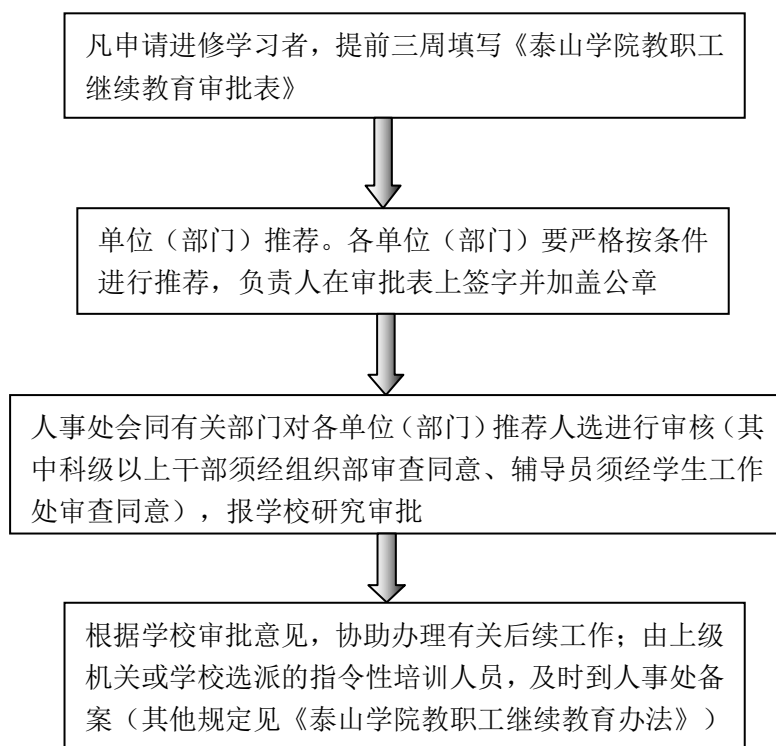 凡申请进修学习者，提前三周填写《泰山学院教职工
继续教育审批表》
单位（部门）推荐。各单位（部门）要严格按条件
进行推荐，负责人在审批表上签字并加盖公章
人事处会同有关部门对各单位（部门）推荐人选进行审核（其
中科级以上干部须经组织部审查同意、辅导员须经学生工作
处审查同意），报学校研究审批
根据学校审批意见，协助办理有关后续工作；由上级
机关或学校选派的指令性培训人员，及时到人事处备
案（其他规定见《泰山学院教职工继续教育办法》）